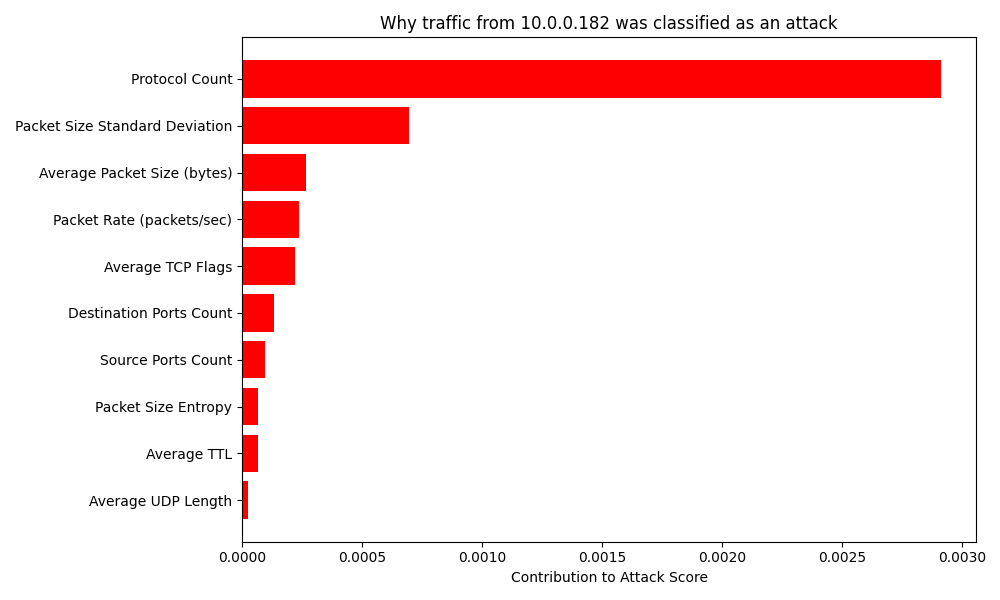 Why traffic from 10.0.0.182 was classified as an attack
Protocol Count
Packet Size Standard Deviation
Average Packet Size (bytes)
Packet Rate (packets/sec)
Average TCP Flags
Destination Ports Count
Source Ports Count
Packet Size Entropy
Average TTL
Average UDP Length
0.0000 0.0005 0.0010 0.0015 0.0020 0.0025 0.0030
Contribution to Attack Score